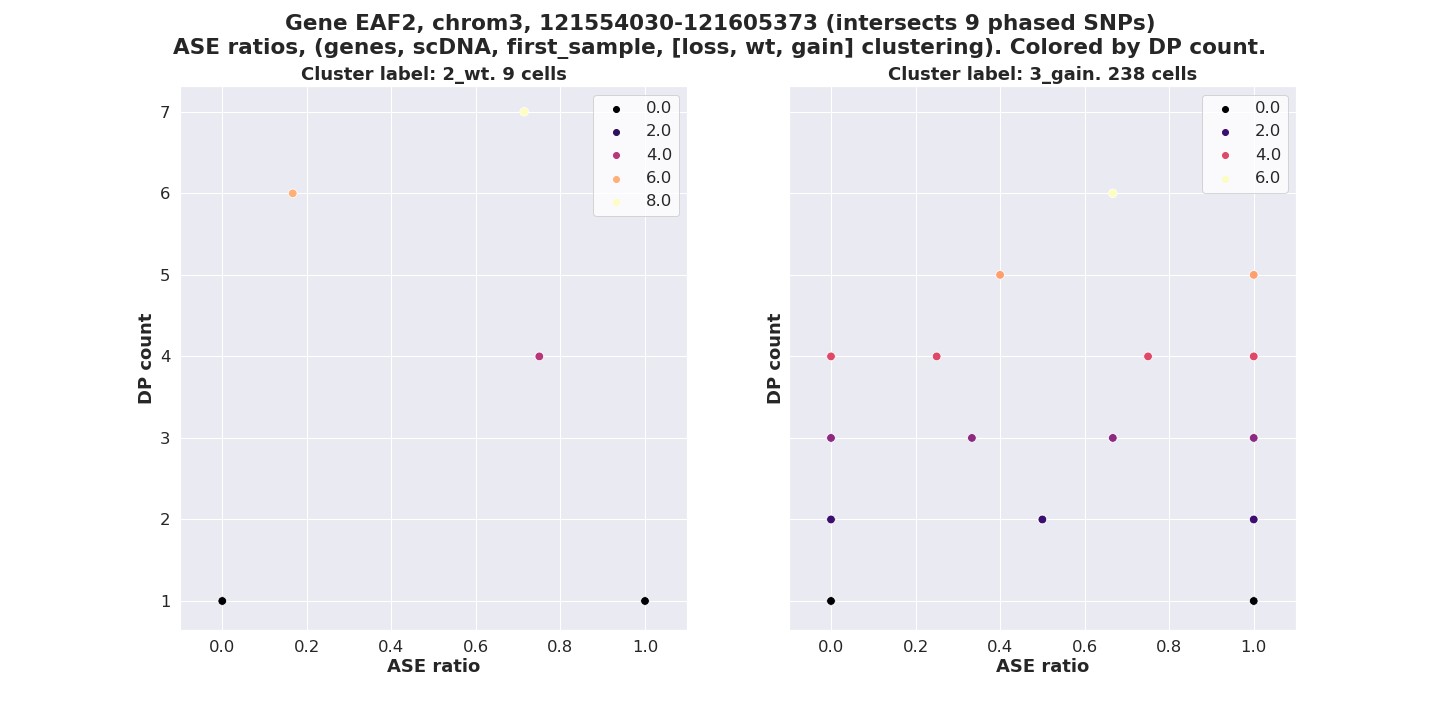 Gene EAF2, chrom3, 121554030-121605373 (intersects 9 phased SNPs)
ASE ratios, (genes, scDNA, first_sample, [loss, wt, gain] clustering). Colored by DP count.
Cluster label: 2_wt. 9 cells
0.0
2.0
4.0
6.0
8.0
7
6
5
4
3
2
1
DP count
0.0 0.2 0.4 0.6 0.8 1.0
ASE ratio
Cluster label: 3_gain. 238 cells
0.0
2.0
4.0
6.0
DP count
0.0 0.2 0.4 0.6 0.8 1.0
ASE ratio